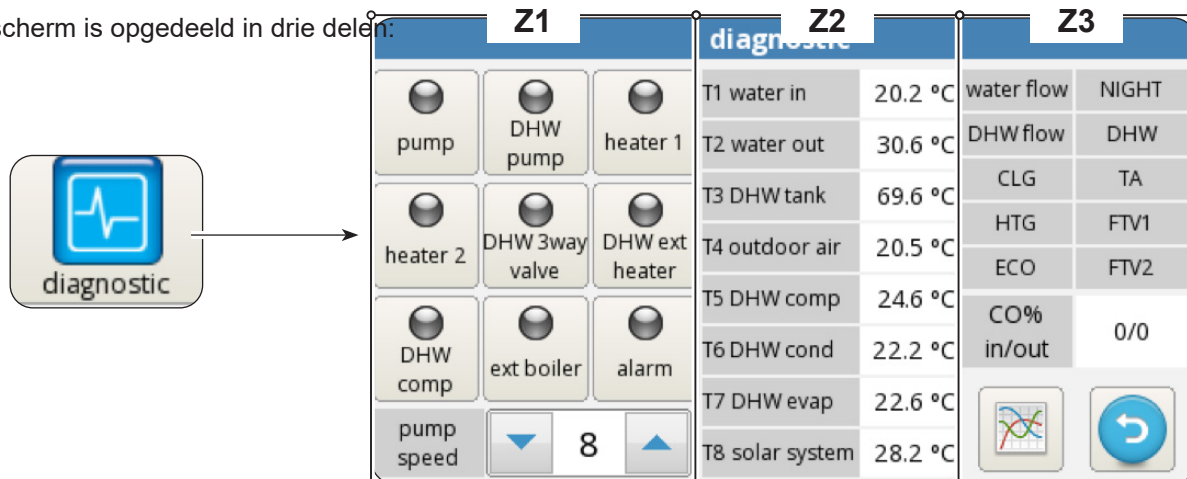 scherm is opgedeeld in drie delen:
diagnostic
Z1
pump
DHW
pump
heater 1
heater 2
DHW 3way
valve
DHW ext
heater
DHW
comp
ext boiler
alarm
pump
speed
8
Z2
diagnostic
T1 water in 20.2 °C
T2 water out 30.6 °C
T3 DHW tank 69.6 °C
T4 outdoor air 20.5 °C
T5 DHW comp 24.6 °C
T6 DHW cond 22.2 °C
T7 DHW evap 22.6 °C
T8 solar system 28.2 °C
Z3
water flow NIGHT
DHW flow DHW
CLG TA
HTG FTV1
ECO FTV2
CO%
in/out
0/0